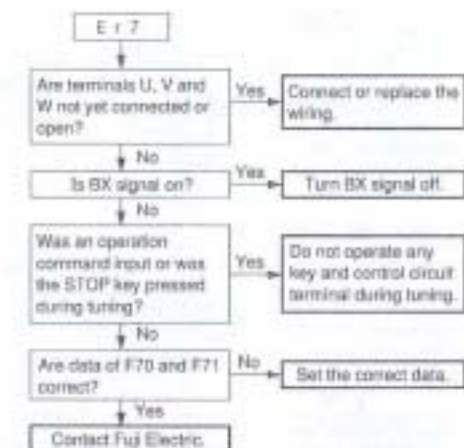 E r 7
Are terminals U, V and
W not yet connected or
open?
Yes
Connect or replace the
wiring.
No
Is BX signal on?
Yes
Turn BX signal off.
No
Was an operation
command input or was
the STOP key pressed
during tuning?
Yes
Do not operate any
key and control circuit
terminal during tuning.
No
Are data of F70 and F71
correct?
No
Set the correct data.
Yes
Contact Fuji Electric.